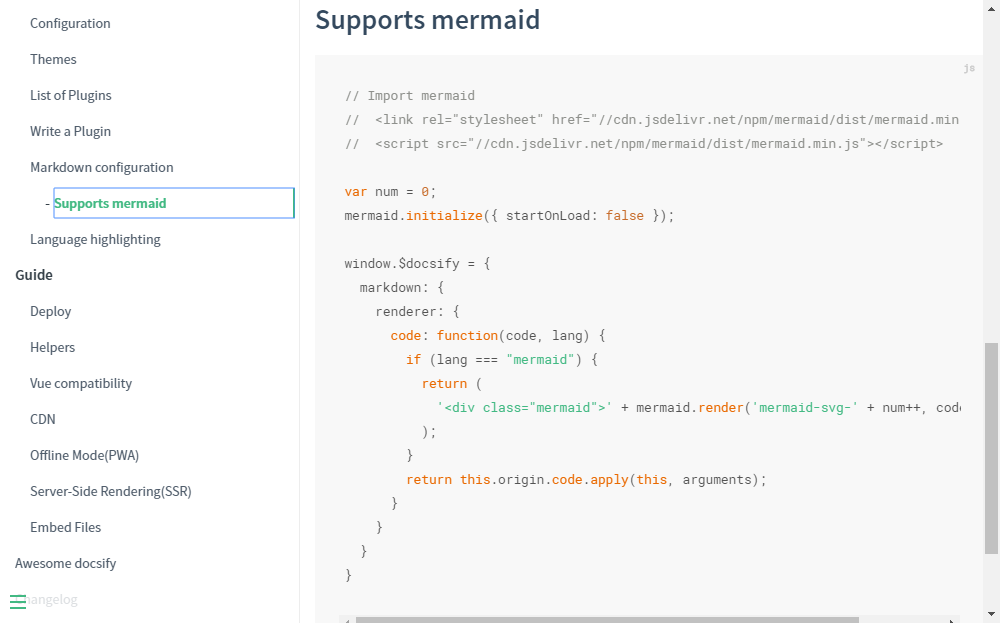 Configuration
Themes
List of Plugins
Write a Plugin
Markdown configuration
- Supports mermaid
Language highlighting
Guide
Deploy
Helpers
Vue compatibility
CDN
Offline Mode(PWA)
Server-Side Rendering(SSR)
Embed Files
Awesome docsify
Changelog
Supports mermaid
js
// Import mermaid
//  <link rel="stylesheet" href="//cdn.jsdelivr.net/npm/mermaid/dist/mermaid.min
//  <script src="//cdn.jsdelivr.net/npm/mermaid/dist/mermaid.min.js"></script>
var num = 0;
mermaid.initialize({ startOnLoad: false });
window.$docsify = {
  markdown: {
    renderer: {
      code: function(code, lang) {
        if (lang === "mermaid") {
          return (
            '<div class="mermaid">' + mermaid.render('mermaid-svg-' + num++, code
          );
        }
        return this.origin.code.apply(this, arguments);
      }
    }
  }
}